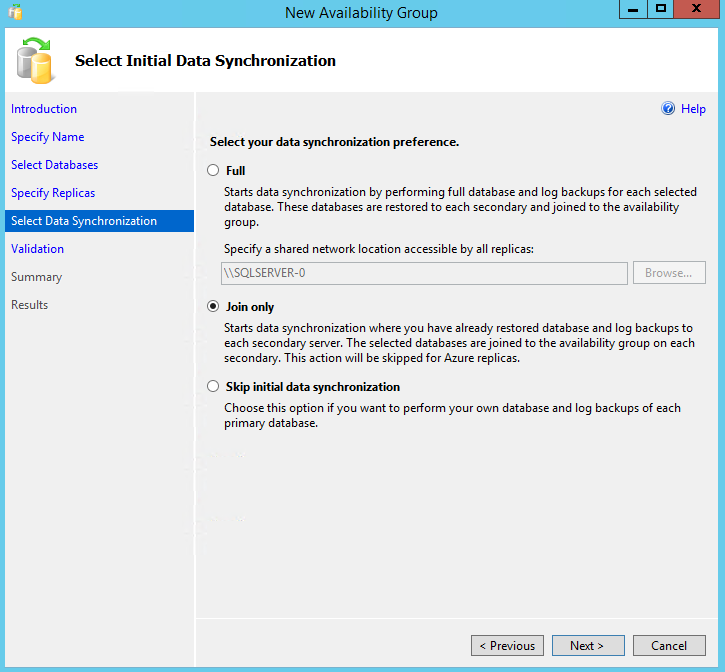 New Availability Group
Select Initial Data Synchronization
Introduction
Specify Name
Select Databases
Specify Replicas
Select Data Synchronization
Validation
Summary
Results
Help
Select your data synchronization preference.
Full
Starts data synchronization by performing full database and log backups for each selected
database. These databases are restored to each secondary and joined to the availability
group.
Specify a shared network location accessible by all replicas:
\\SQLSERVER-0
Browse...
Join only
Starts data synchronization where you have already restored database and log backups to
each secondary server. The selected databases are joined to the availability group on each
secondary. This action will be skipped for Azure replicas.
Skip initial data synchronization
Choose this option if you want to perform your own database and log backups of each
primary database.
< Previous
Next >
Cancel